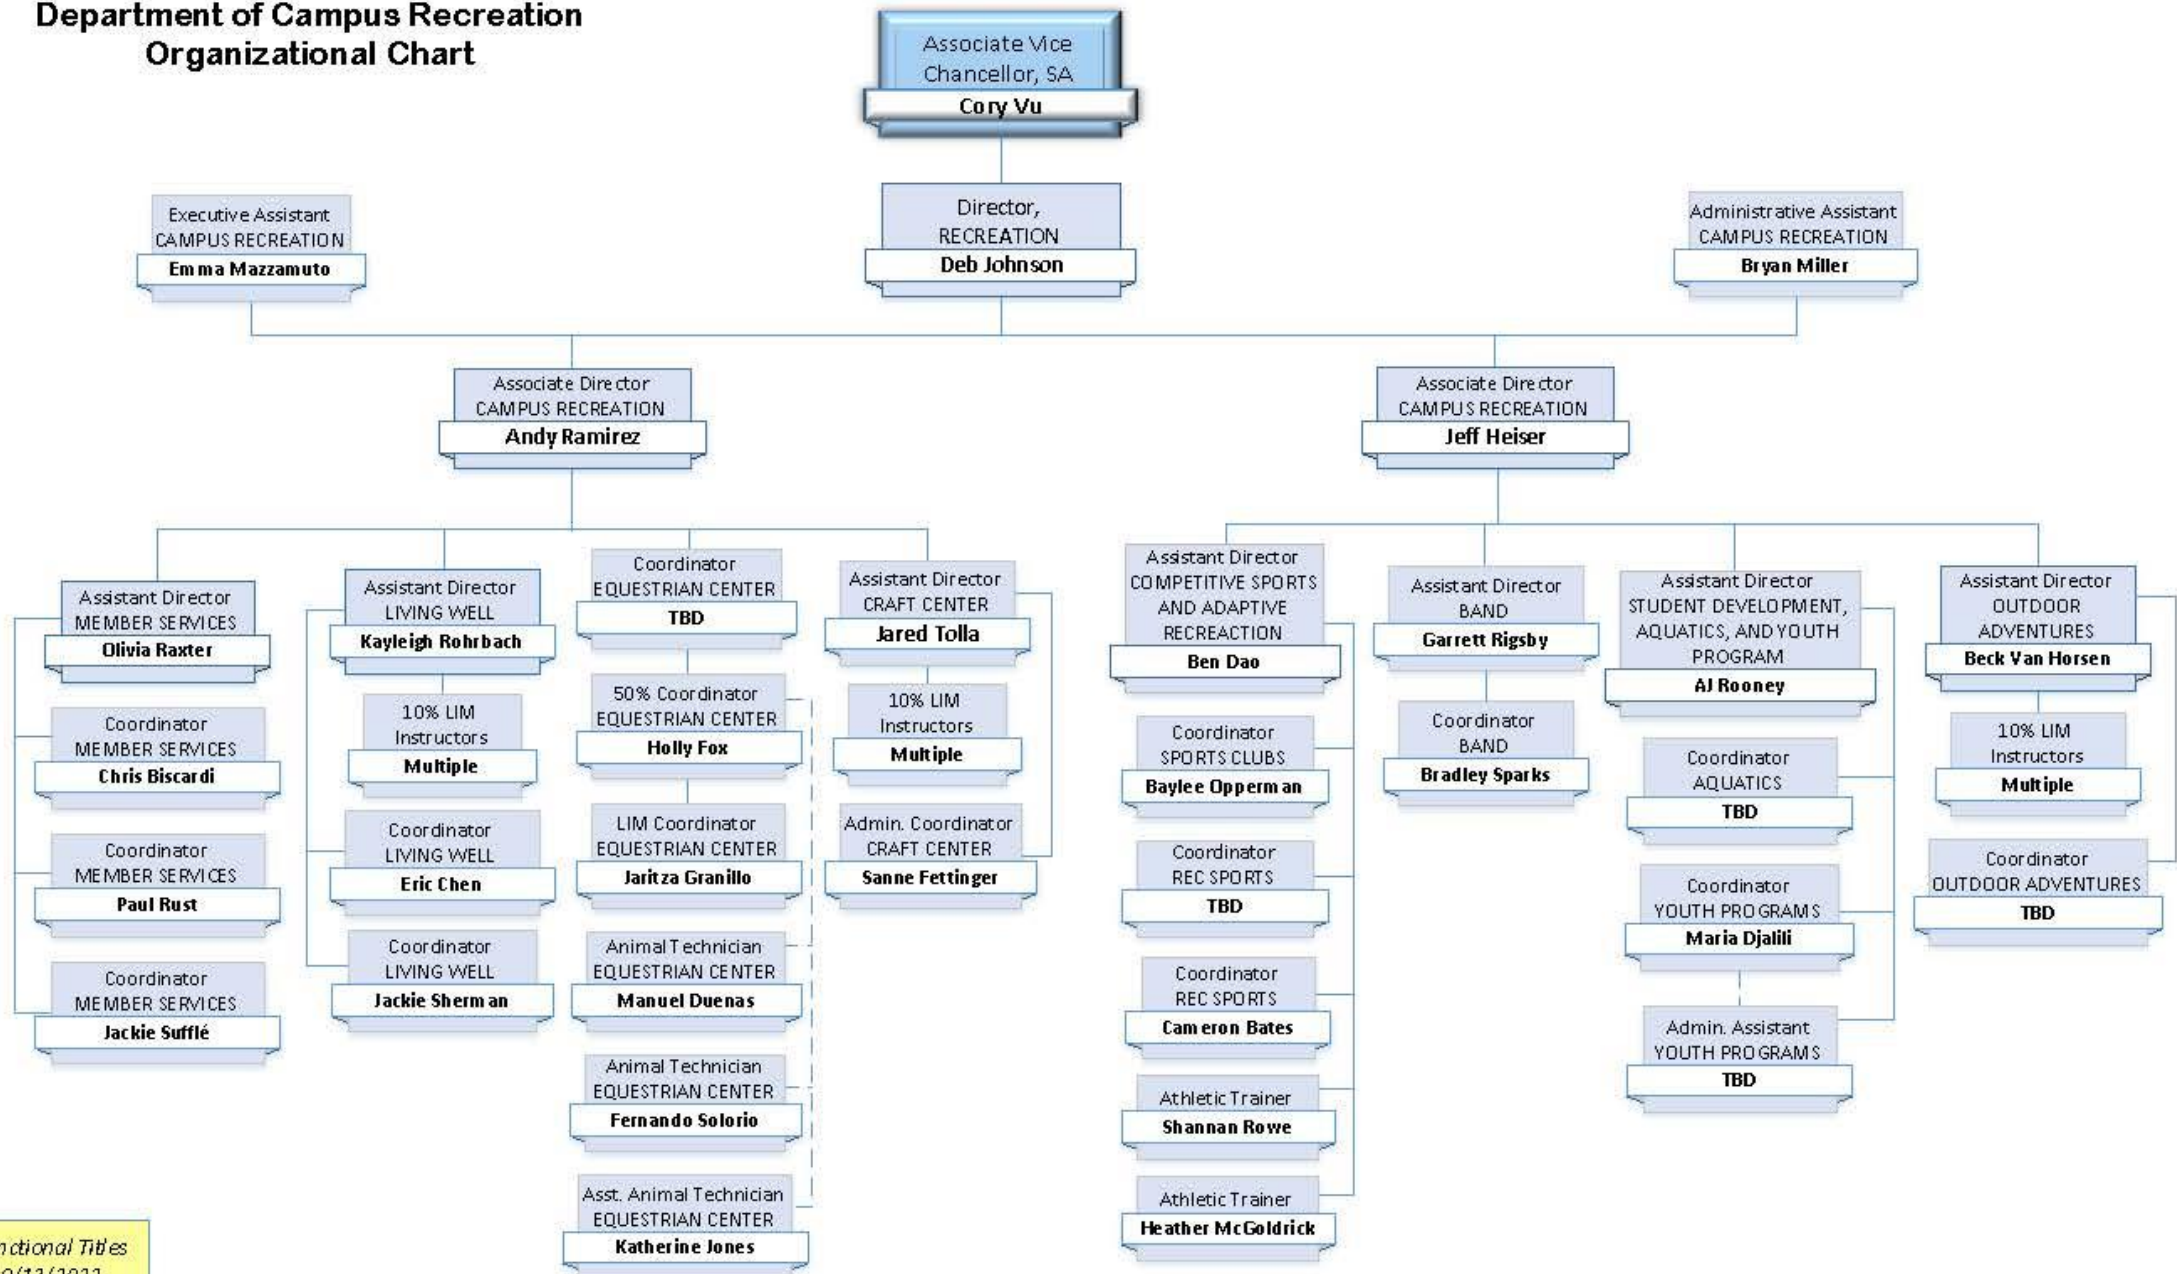 Department of Campus Recreation
Organizational Chart
Associate Vice
Chancellor, SA
Cory Vu
Executive Assistant
CAMPUS RECREATION
Emma Mazzamuto
Director,
RECREATION
Deb Johnson
Administrative Assistant
CAMPUS RECREATION
Bryan Miller
Associate Director
CAMPUS RECREATION
Andy Ramirez
Associate Director
CAMPUS RECREATION
Jeff Heiser
Assistant Director
MEMBER SERVICES
Olivia Raxter
Coordinator
MEMBER SERVICES
Chris Biscardi
Coordinator
MEMBER SERVICES
Paul Rust
Coordinator
MEMBER SERVICES
Jackie Sufflé
Assistant Director
LIVING WELL
Kayleigh Rohrbach
10% LIM
Instructors
Multiple
Coordinator
LIVING WELL
Eric Chen
Coordinator
LIVING WELL
Jackie Sherman
Coordinator
EQUESTRIAN CENTER
TBD
50% Coordinator
EQUESTRIAN CENTER
Holly Fox
LIM Coordinator
EQUESTRIAN CENTER
Jaritza Granillo
Animal Technician
EQUESTRIAN CENTER
Manuel Duenas
Animal Technician
EQUESTRIAN CENTER
Fernando Solorio
Asst. Animal Technician
EQUESTRIAN CENTER
Katherine Jones
Assistant Director
CRAFT CENTER
Jared Tolla
10% LIM
Instructors
Multiple
Admin. Coordinator
CRAFT CENTER
Sanne Fettinger
Assistant Director
COMPETITIVE SPORTS
AND ADAPTIVE
RECREACTION
Ben Dao
Coordinator
SPORTS CLUBS
Baylee Opperman
Coordinator
REC SPORTS
TBD
Coordinator
REC SPORTS
Cameron Bates
Athletic Trainer
Shannan Rowe
Athletic Trainer
Heather McGoldrick
Assistant Director
BAND
Garrett Rigsby
Coordinator
BAND
Bradley Sparks
Assistant Director
STUDENT DEVELOPMENT,
AQUATICS, AND YOUTH
PROGRAM
AJ Rooney
Coordinator
AQUATICS
TBD
Coordinator
YOUTH PROGRAMS
Maria Djalili
Admin. Assistant
YOUTH PROGRAMS
TBD
Assistant Director
OUTDOOR
ADVENTURES
Beck Van Horsen
10% LIM
Instructors
Multiple
Coordinator
OUTDOOR ADVENTURES
TBD
nctional Titles